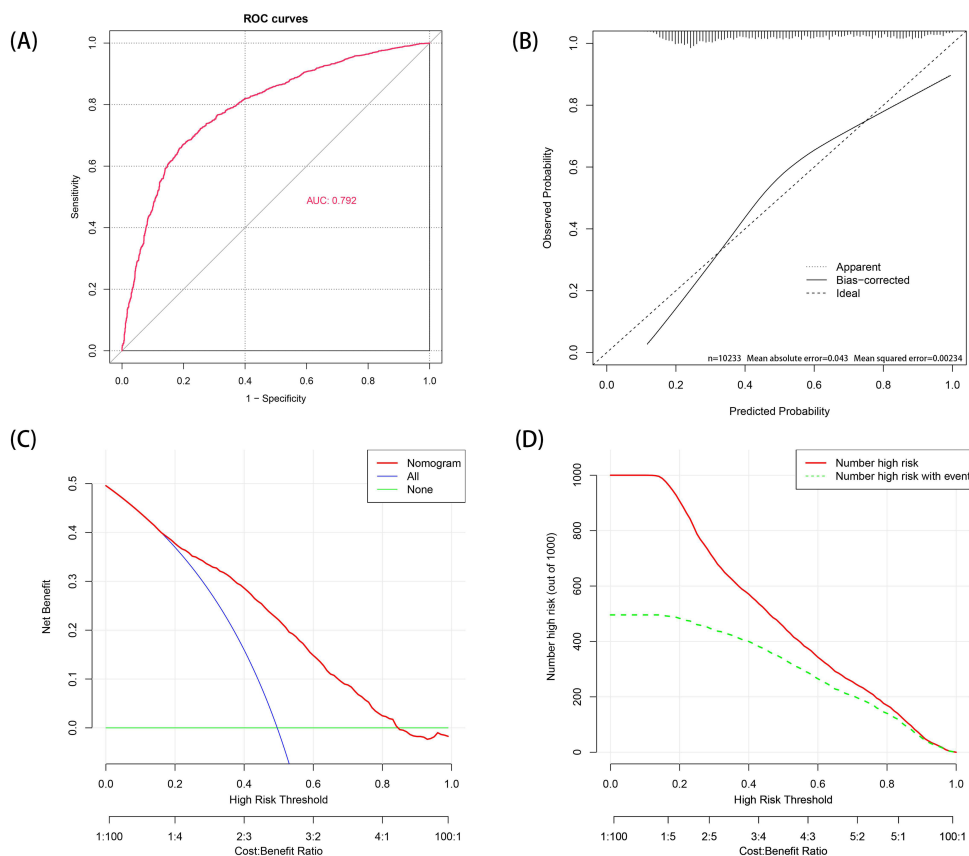 (A)
ROC curves
Sensitivity
1.0
0.8
0.6
0.4
0.2
0.0
AUC: 0.792
0.0 0.2 0.4 0.6 0.8 1.0
1 − Specificity
(B)
Observed Probability
1.0
0.8
0.6
0.4
0.2
0.0
Apparent
Bias−corrected
Ideal
n=10233 Mean absolute error=0.043 Mean squared error=0.00234
0.0 0.2 0.4 0.6 0.8 1.0
Predicted Probability
(C)
Nomogram
All
None
Net Benefit
0.5
0.4
0.3
0.2
0.1
0.0
0.0 0.2 0.4 0.6 0.8 1.0
High Risk Threshold
1:100 1:4 2:3 3:2 4:1 100:1
Cost:Benefit Ratio
(D)
Number high risk
Number high risk with event
Number high risk (out of 1000)
1000
800
600
400
200
0
0.0 0.2 0.4 0.6 0.8 1.0
High Risk Threshold
1:100 1:5 2:5 3:4 4:3 5:2 5:1 100:1
Cost:Benefit Ratio